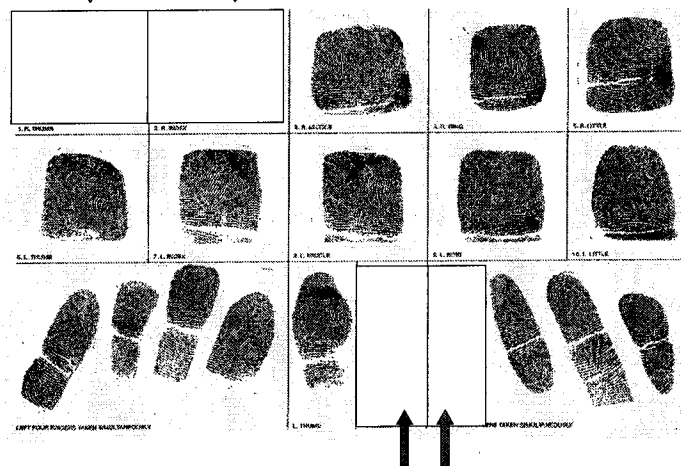 1. R. THUMB
2. R. INDEX
3. R. MIDDLE
4. R. RING
5. R. LITTLE
6. L. THUMB
7. L. INDEX
8. L. MIDDLE
9. L. RING
10. L. LITTLE
LEFT FOUR FINGERS TAKEN SIMULTANEOUSLY
L. THUMB
TAKEN SIMULTANEOUSLY